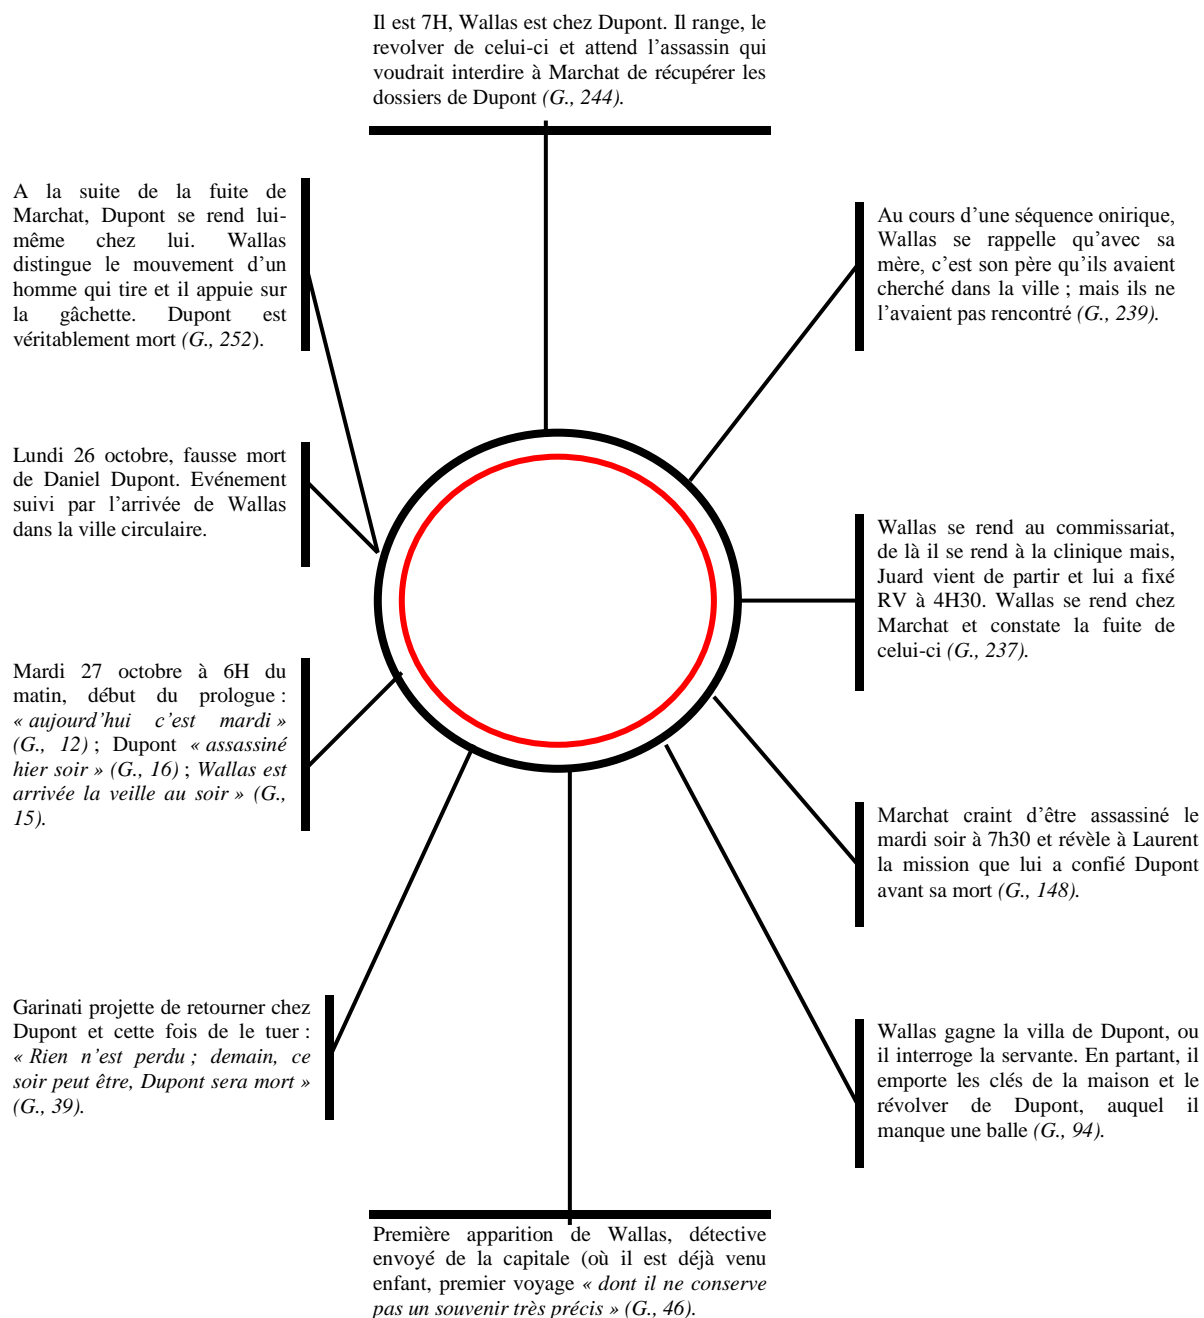 Il est 7H, Wallas est chez Dupont. Il range, le
revolver de celui-ci et attend l’assassin qui
voudrait interdire à Marchat de récupérer les
dossiers de Dupont (G., 244).
A la suite de la fuite de
Marchat, Dupont se rend lui-
même chez lui. Wallas
distingue le mouvement d’un
homme qui tire et il appuie sur
la gâchette. Dupont est
véritablement mort (G., 252).
Au cours d’une séquence onirique,
Wallas se rappelle qu’avec sa
mère, c’est son père qu’ils avaient
cherché dans la ville ; mais ils ne
l’avaient pas rencontré (G., 239).
Lundi 26 octobre, fausse mort
de Daniel Dupont. Evénement
suivi par l’arrivée de Wallas
dans la ville circulaire.
Wallas se rend au commissariat,
de là il se rend à la clinique mais,
Juard vient de partir et lui a fixé
RV à 4H30. Wallas se rend chez
Marchat et constate la fuite de
celui-ci (G., 237).
Mardi 27 octobre à 6H du
matin, début du prologue :
« aujourd’hui c’est mardi »
(G., 12) ; Dupont « assassiné
hier soir » (G., 16) ; Wallas est
arrivée la veille au soir » (G.,
15).
Marchat craint d’être assassiné le
mardi soir à 7h30 et révèle à Laurent
la mission que lui a confié Dupont
avant sa mort (G., 148).
Garinati projette de retourner chez
Dupont et cette fois de le tuer :
« Rien n’est perdu ; demain, ce
soir peut être, Dupont sera mort »
(G., 39).
Wallas gagne la villa de Dupont, ou
il interroge la servante. En partant, il
emporte les clés de la maison et le
révolver de Dupont, auquel il
manque une balle (G., 94).
Première apparition de Wallas, détective
envoyé de la capitale (où il est déjà venu
enfant, premier voyage « dont il ne conserve
pas un souvenir très précis » (G., 46).